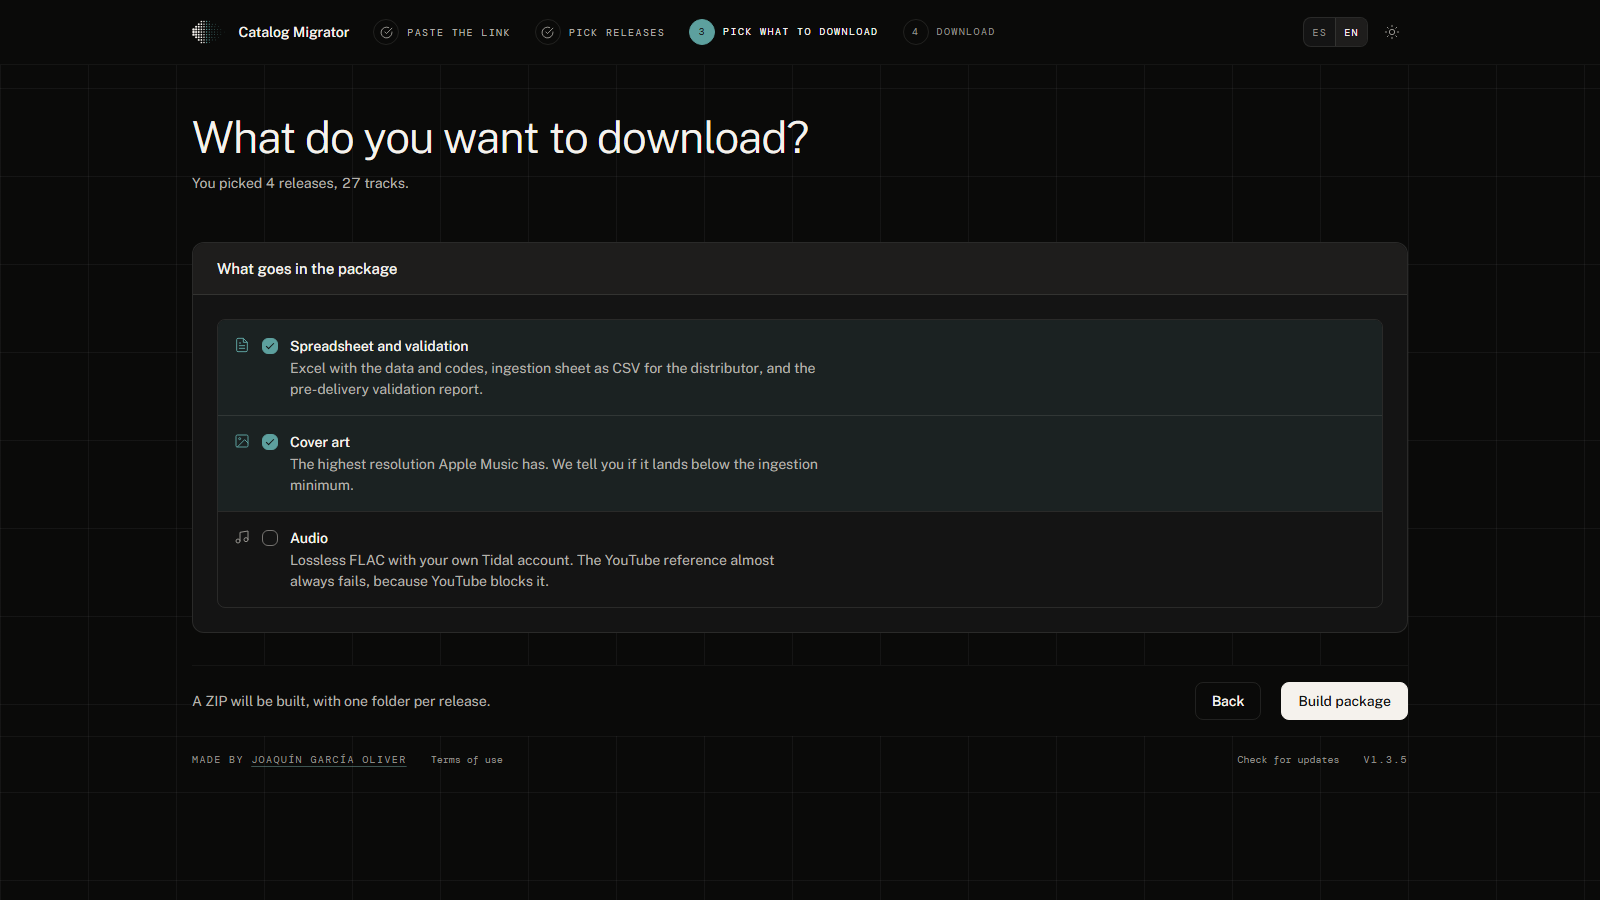 Catalog Migrator
PASTE THE LINK
PICK RELEASES
3 PICK WHAT TO DOWNLOAD
4 DOWNLOAD
ES EN
What do you want to download?
You picked 4 releases, 27 tracks.
What goes in the package
Spreadsheet and validation
Excel with the data and codes, ingestion sheet as CSV for the distributor, and the
pre-delivery validation report.
Cover art
The highest resolution Apple Music has. We tell you if it lands below the ingestion
minimum.
Audio
Lossless FLAC with your own Tidal account. The YouTube reference almost
always fails, because YouTube blocks it.
A ZIP will be built, with one folder per release.
Back
Build package
MADE BY JOAQUÍN GARCÍA OLIVER
Terms of use
Check for updates
V1.3.5